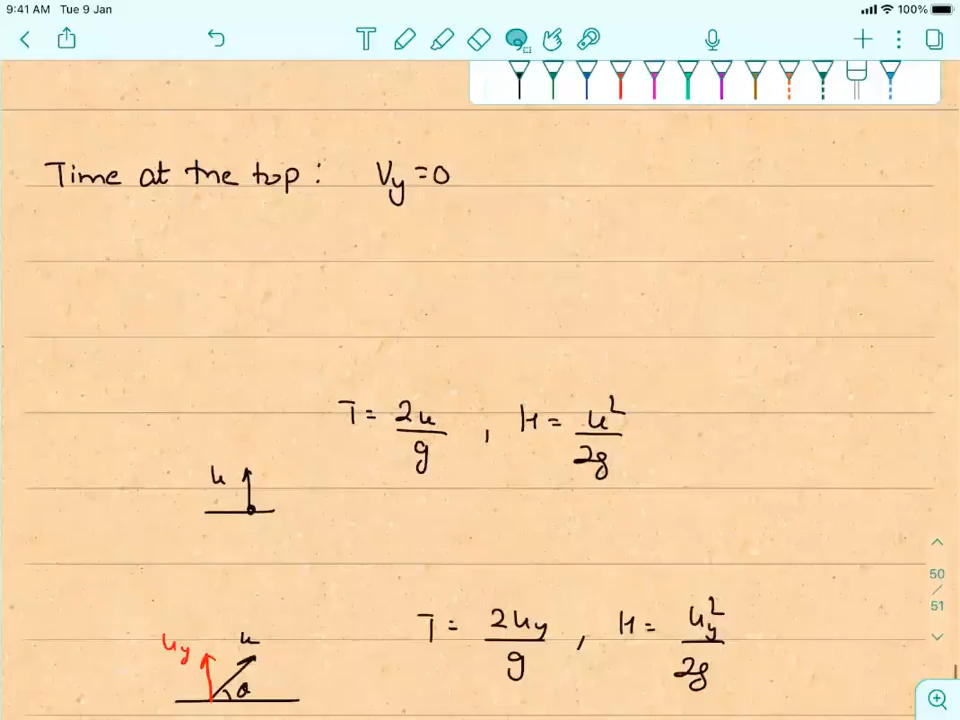 9:41 AM Tue 9 Jan 100%
Time at the top : Vy = 0
T = 2u/g , H = u²/2g
u
T = 2uy/g , H = uy²/2g
uy u θ
50
/
51